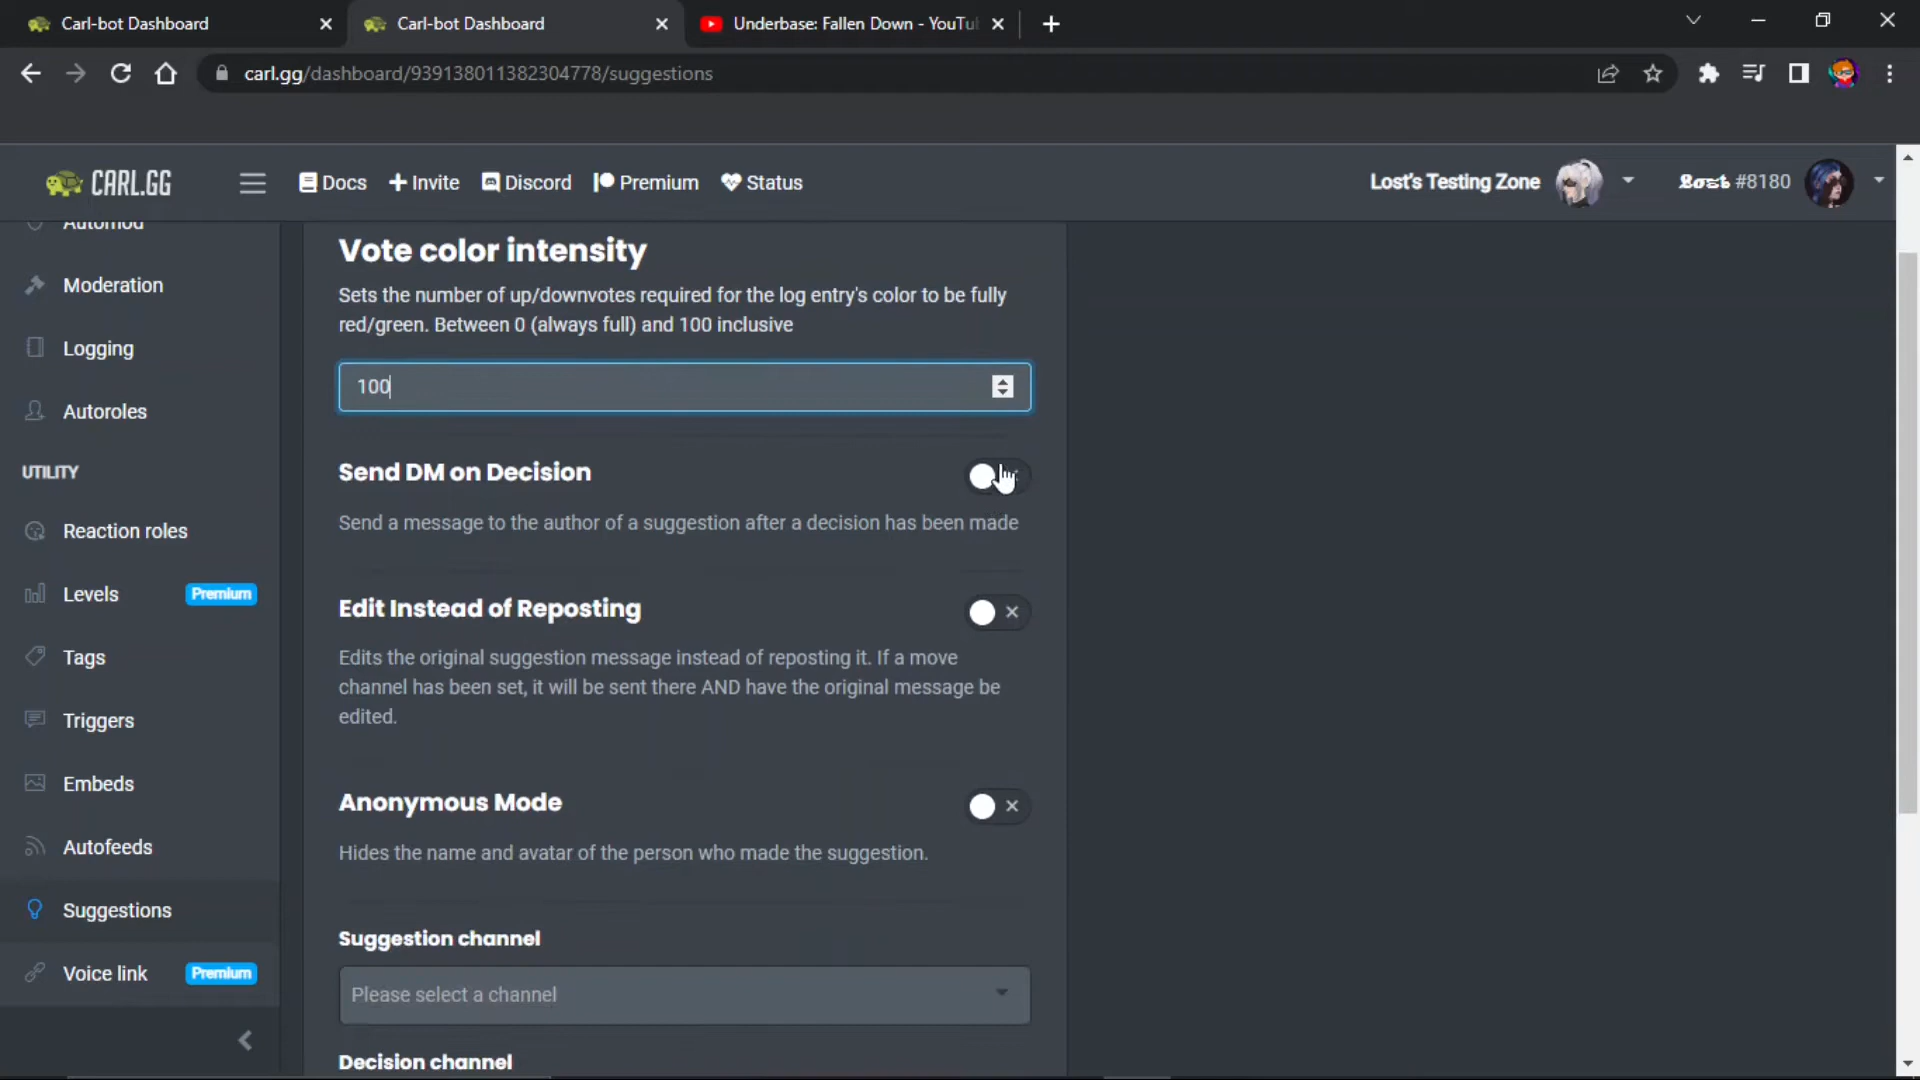 Carl-bot Dashboard
Carl-bot Dashboard
Underbase: Fallen Down - YouTu
carl.gg/dashboard/939138011382304778/suggestions
CARL.GG
Docs
Invite
Discord
Premium
Status
Lost's Testing Zone
Lost #8180
Automod
Moderation
Logging
Autoroles
UTILITY
Reaction roles
Levels Premium
Tags
Triggers
Embeds
Autofeeds
Suggestions
Voice link Premium
Vote color intensity
Sets the number of up/downvotes required for the log entry's color to be fully
red/green. Between 0 (always full) and 100 inclusive
100
Send DM on Decision
Send a message to the author of a suggestion after a decision has been made
Edit Instead of Reposting
Edits the original suggestion message instead of reposting it. If a move
channel has been set, it will be sent there AND have the original message be
edited.
Anonymous Mode
Hides the name and avatar of the person who made the suggestion.
Suggestion channel
Please select a channel
Decision channel